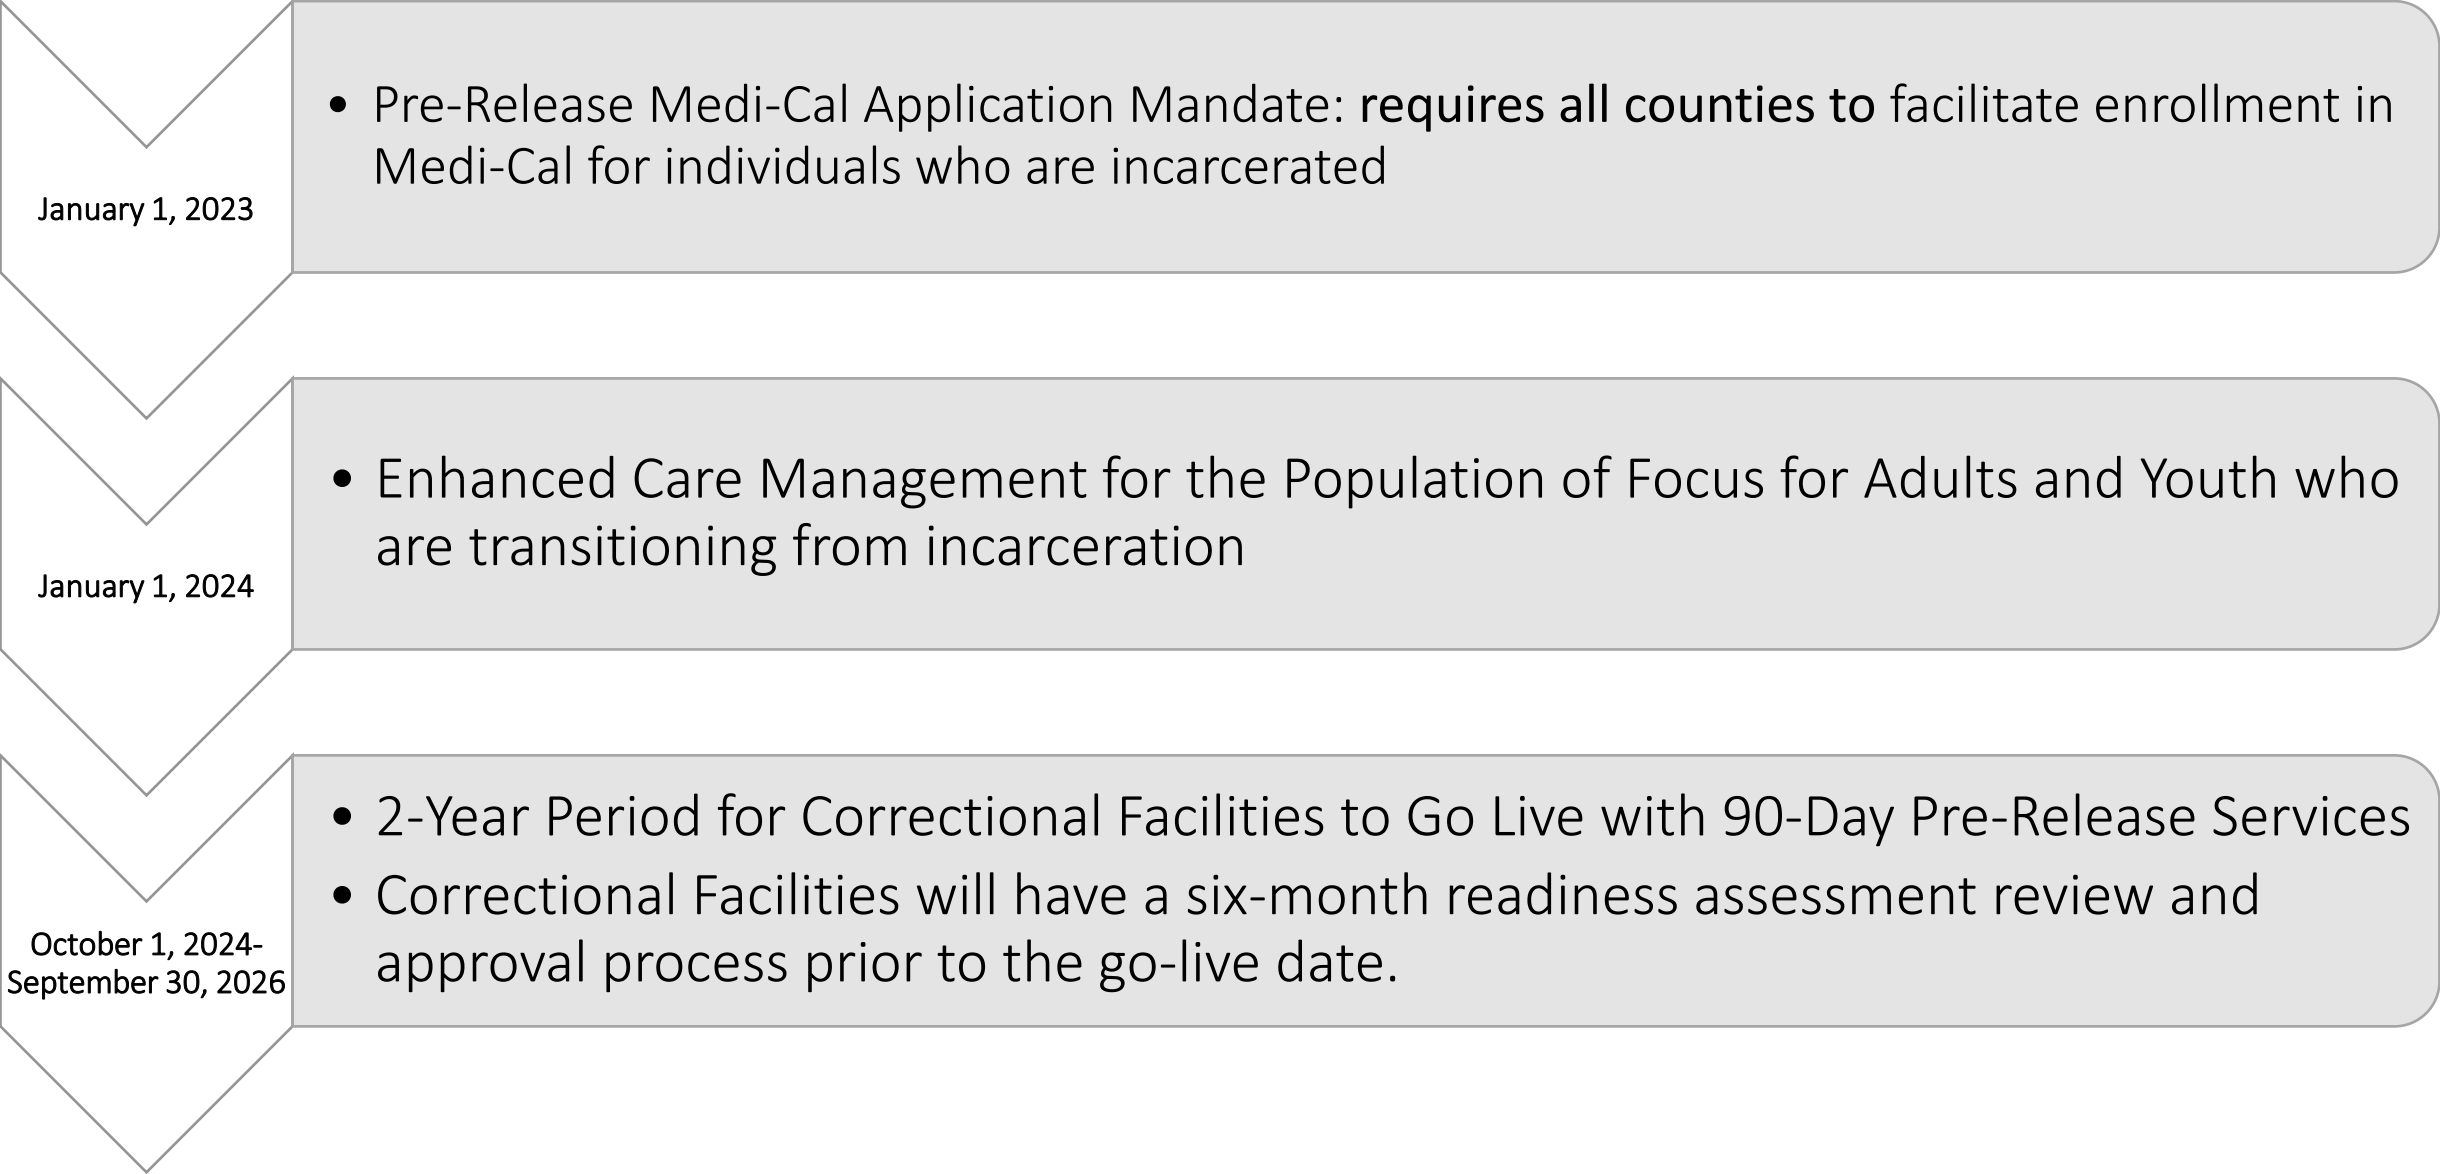 January 1, 2023
• Pre-Release Medi-Cal Application Mandate: requires all counties to facilitate enrollment in
Medi-Cal for individuals who are incarcerated
January 1, 2024
• Enhanced Care Management for the Population of Focus for Adults and Youth who
are transitioning from incarceration
October 1, 2024-
September 30, 2026
• 2-Year Period for Correctional Facilities to Go Live with 90-Day Pre-Release Services
• Correctional Facilities will have a six-month readiness assessment review and
approval process prior to the go-live date.